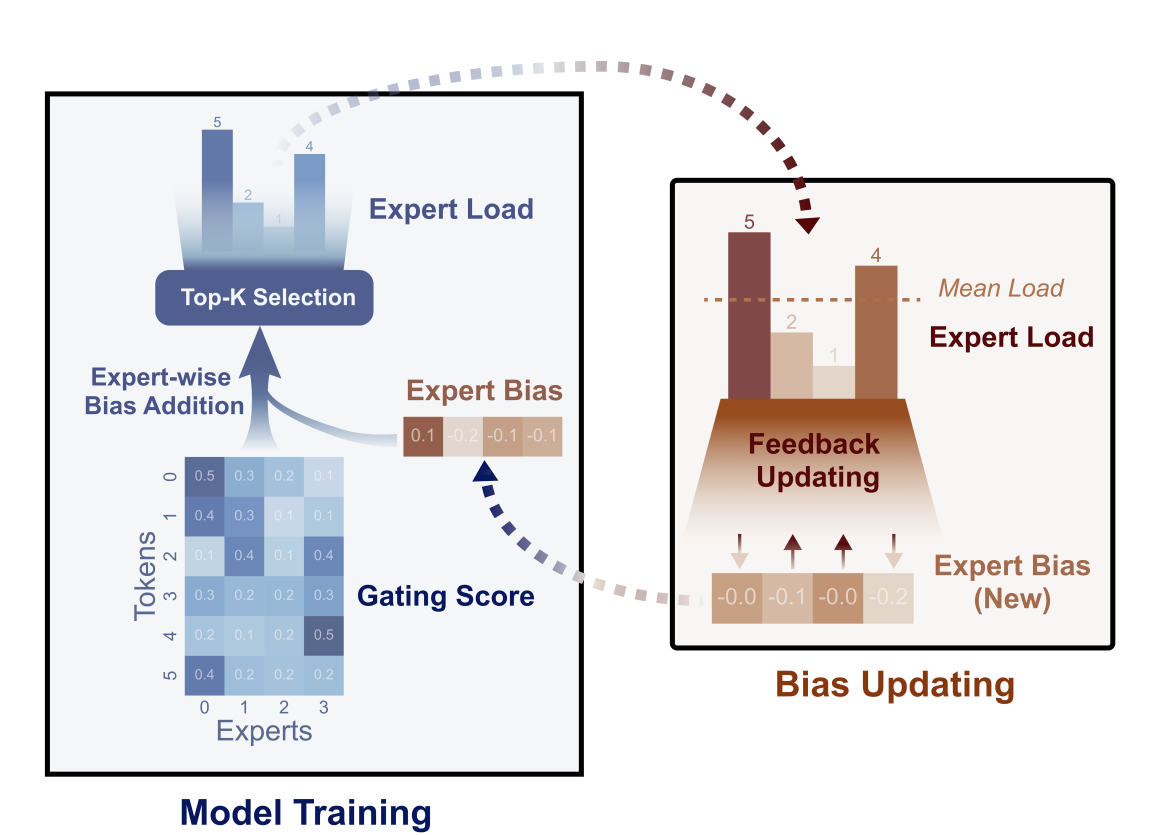 5
2
1
4
Expert Load
Top-K Selection
Expert-wise
Bias Addition
Expert Bias
0.1 -0.2 -0.1 -0.1
Tokens
0 0.5 0.3 0.2 0.1
1 0.4 0.3 0.1 0.1
2 0.1 0.4 0.1 0.4
3 0.3 0.2 0.2 0.3
4 0.2 0.1 0.2 0.5
5 0.4 0.2 0.2 0.2
0 1 2 3
Experts
Gating Score
Model Training
5
2
1
4
Mean Load
Expert Load
Feedback
Updating
-0.0 -0.1 -0.0 -0.2
Expert Bias
(New)
Bias Updating